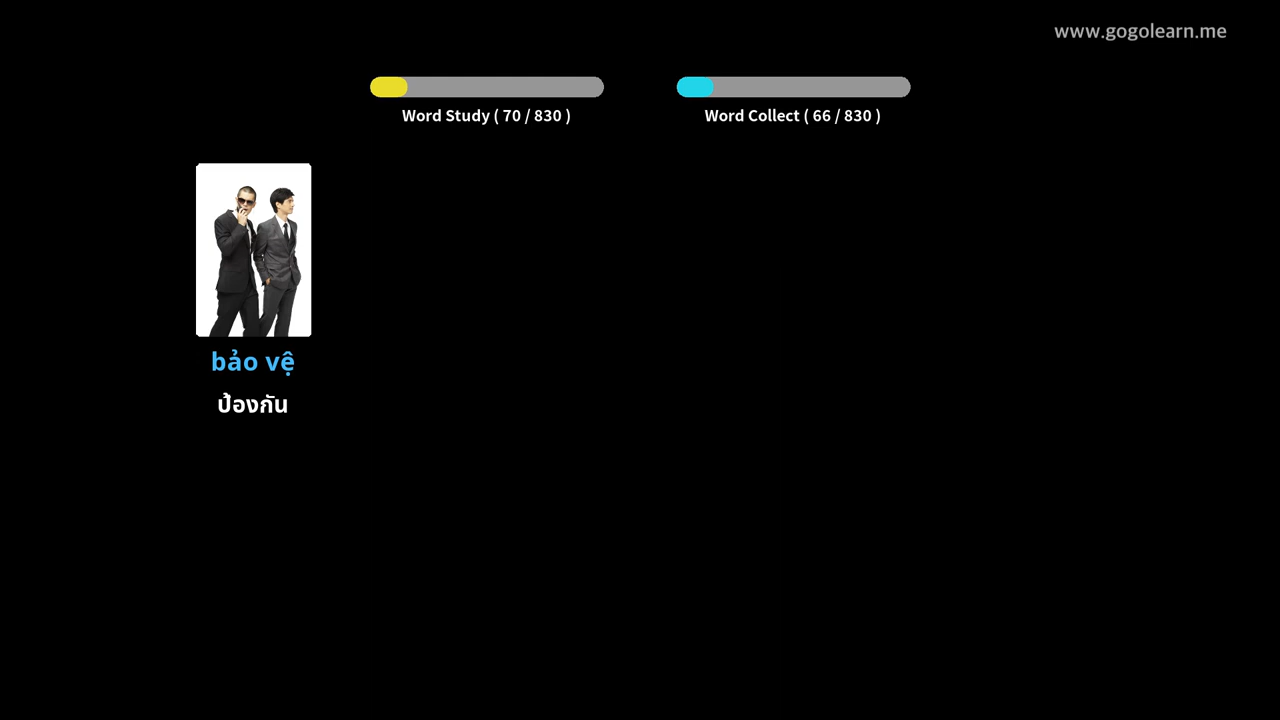 www.gogolearn.me
Word Study ( 70 / 830 )
Word Collect ( 66 / 830 )
bảo vệ
ป้องกัน